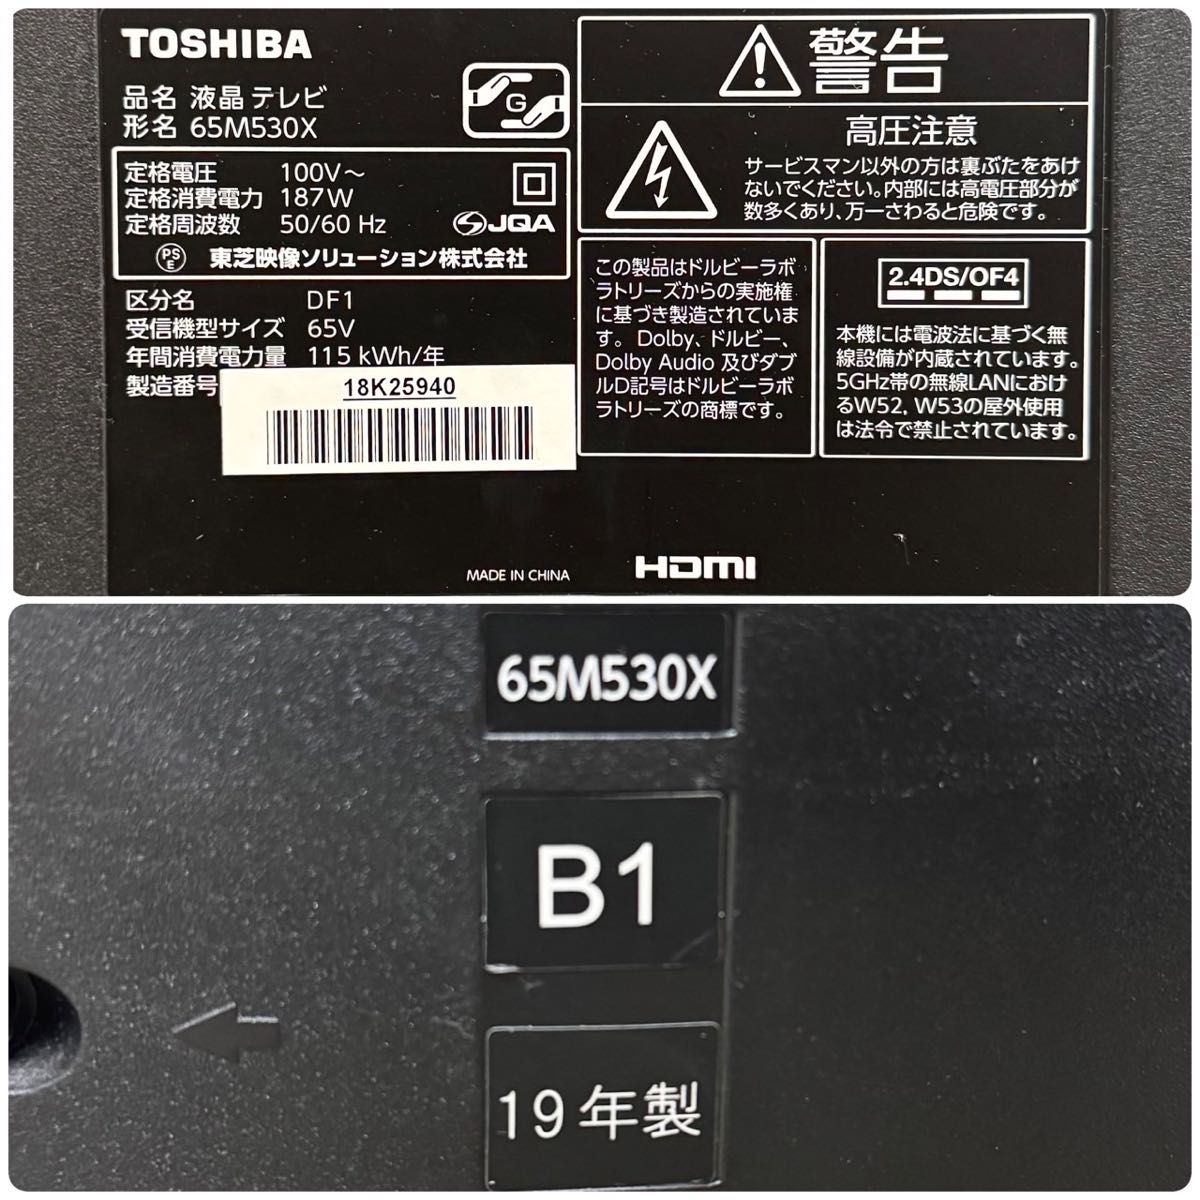 TOSHIBA
品名 液晶テレビ
形名 65M530X
G
定格電圧 100V～
定格消費電力 187W
定格周波数 50/60 Hz
JQA
PS
E
東芝映像ソリューション株式会社
区分名 DF1
受信機型サイズ 65V
年間消費電力量 115 kWh/年
製造番号
18K25940
警告
高圧注意
サービスマン以外の方は裏ぶたをあけ
ないでください。内部には高電圧部分が
数多くあり、万一さわると危険です。
この製品はドルビーラボ
ラトリーズからの実施権
に基づき製造されていま
す。Dolby、ドルビー、
Dolby Audio 及びダブ
ルD記号はドルビーラボ
ラトリーズの商標です。
2.4DS/OF4
本機には電波法に基づく無
線設備が内蔵されています。
5GHz帯の無線LANにおけ
るW52, W53の屋外使用
は法令で禁止されています。
MADE IN CHINA
HDMI
65M530X
B1
19年製